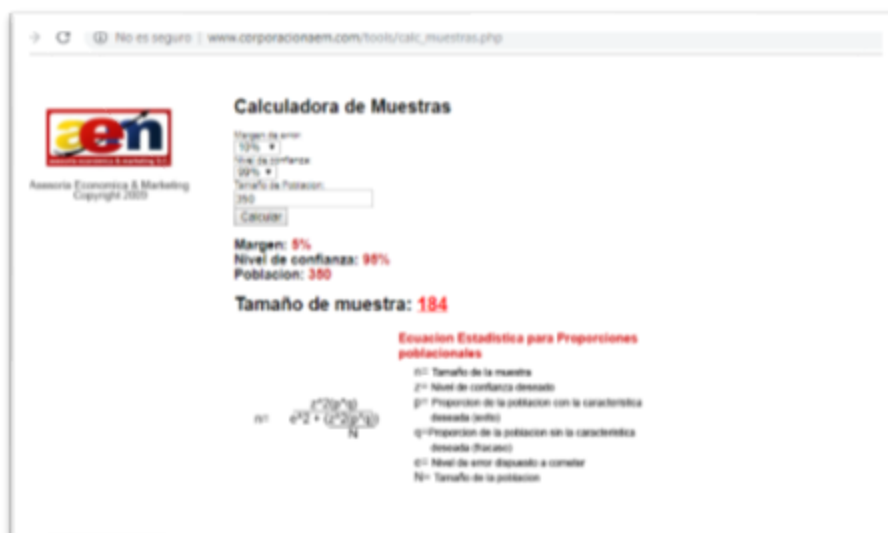 No es seguro | www.corporacionaem.com/tools/calc_muestras.php
Calculadora de Muestras
Margen de error:
10%
Nivel de confianza:
99%
Tamaño de Poblacion:
350
Calcular
aen
Asesoria Economica & Marketing
Copyright 2009
Margen: 5%
Nivel de confianza: 95%
Poblacion: 350
Tamaño de muestra: 184
Ecuacion Estadistica para Proporciones
poblacionales
n= Tamaño de la muestra
z= Nivel de confianza deseado
p= Proporcion de la poblacion con la caracteristica
deseada (exito)
q=Proporcion de la poblacion sin la caracteristica
deseada (fracaso)
e= Nivel de error dispuesto a cometer
N= Tamaño de la poblacion
z^2(p*q)
n= e^2 + (z^2(p*q))
N